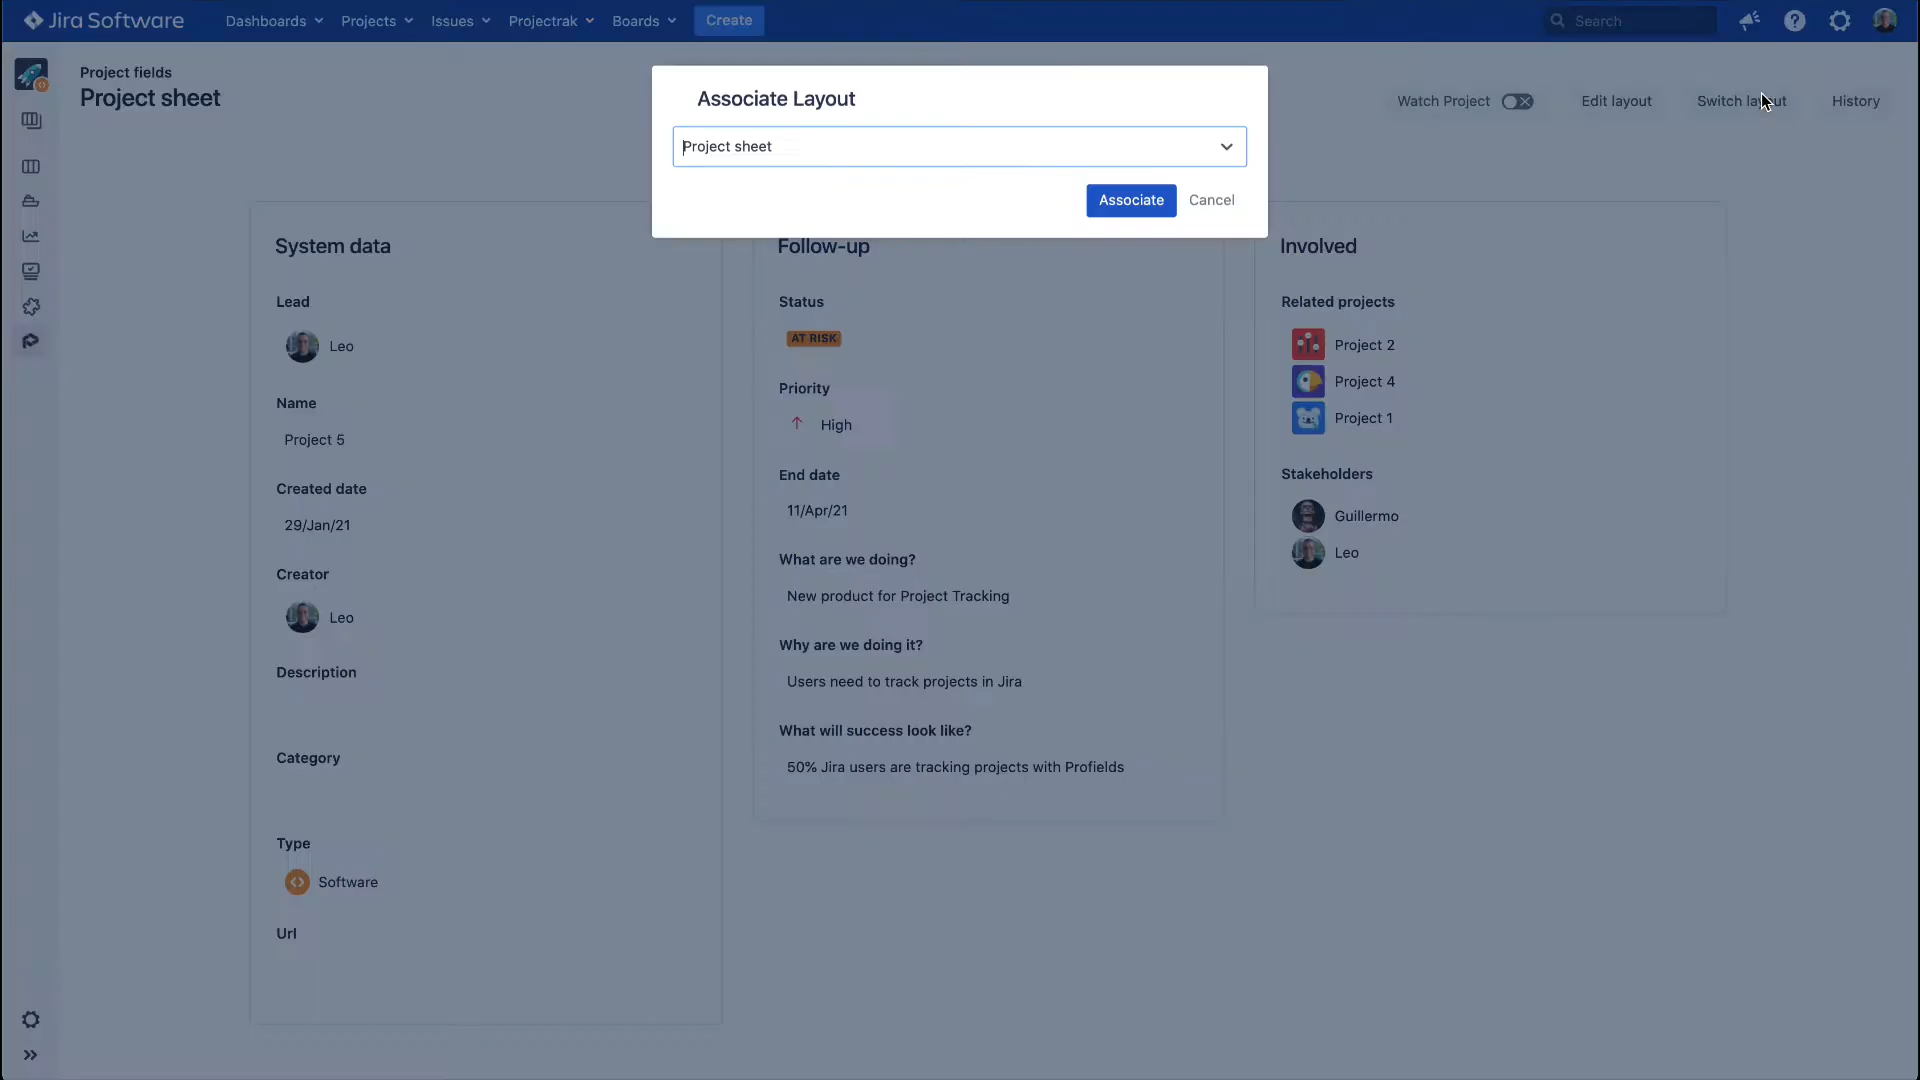 Jira Software
Dashboards
Projects
Issues
Projectrak
Boards
Create
Search
Project fields
Project sheet
Watch Project
Edit layout
Switch layout
History
Associate Layout
Project sheet
Associate
Cancel
System data
Lead
Leo
Name
Project 5
Created date
29/Jan/21
Creator
Leo
Description
Category
Type
Software
Url
Follow-up
Status
AT RISK
Priority
High
End date
11/Apr/21
What are we doing?
New product for Project Tracking
Why are we doing it?
Users need to track projects in Jira
What will success look like?
50% Jira users are tracking projects with Profields
Involved
Related projects
Project 2
Project 4
Project 1
Stakeholders
Guillermo
Leo